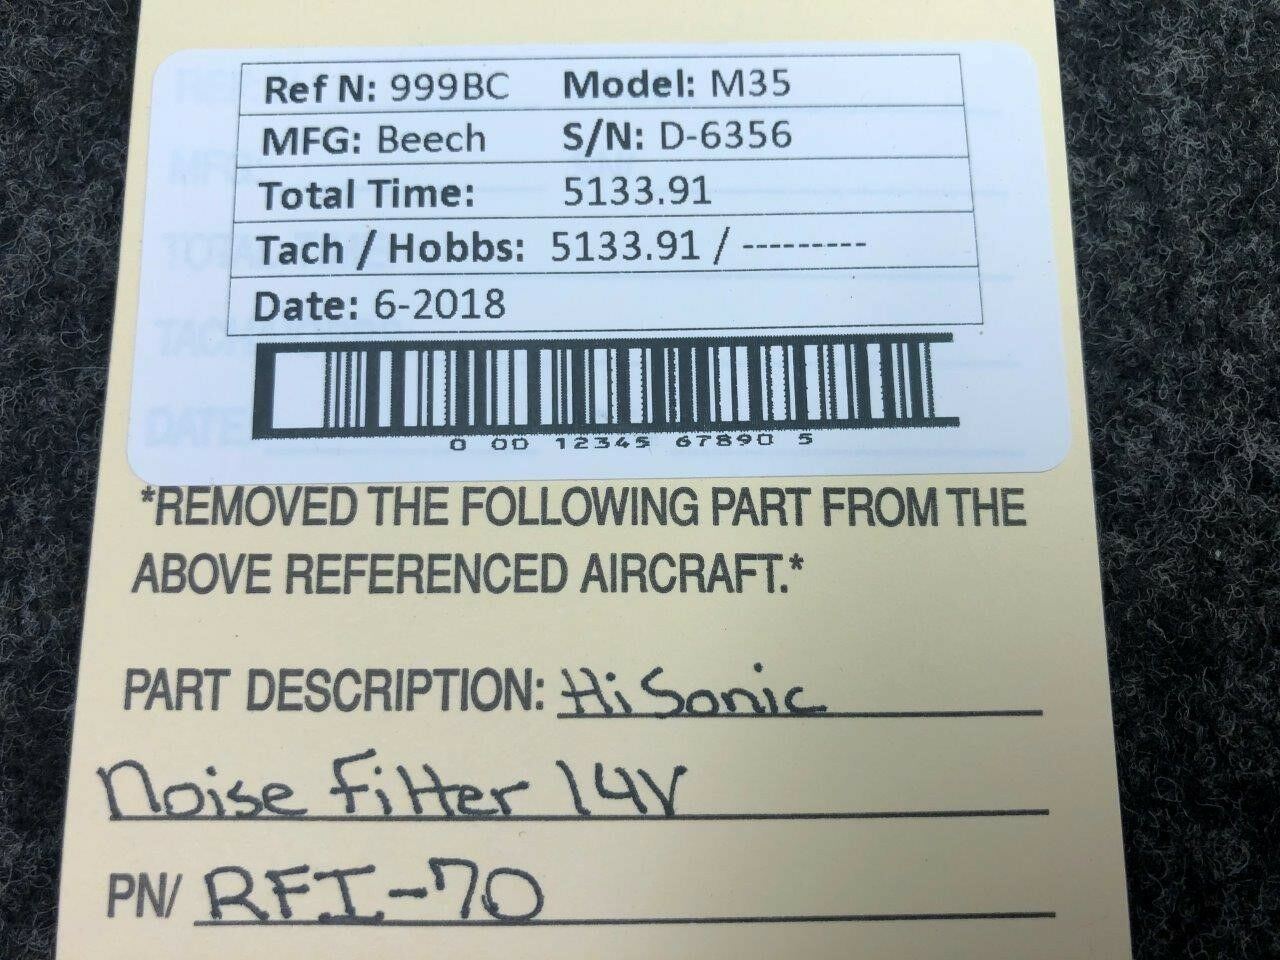 Ref N: 999BC Model: M35
MFG: Beech S/N: D-6356
Total Time: 5133.91
Tach / Hobbs: 5133.91 / ---------
Date: 6-2018
0 00 12345 67890 5
*REMOVED THE FOLLOWING PART FROM THE
ABOVE REFERENCED AIRCRAFT.*
PART DESCRIPTION: Hi Sonic
Noise Filter 14V
PN/ RFI-70